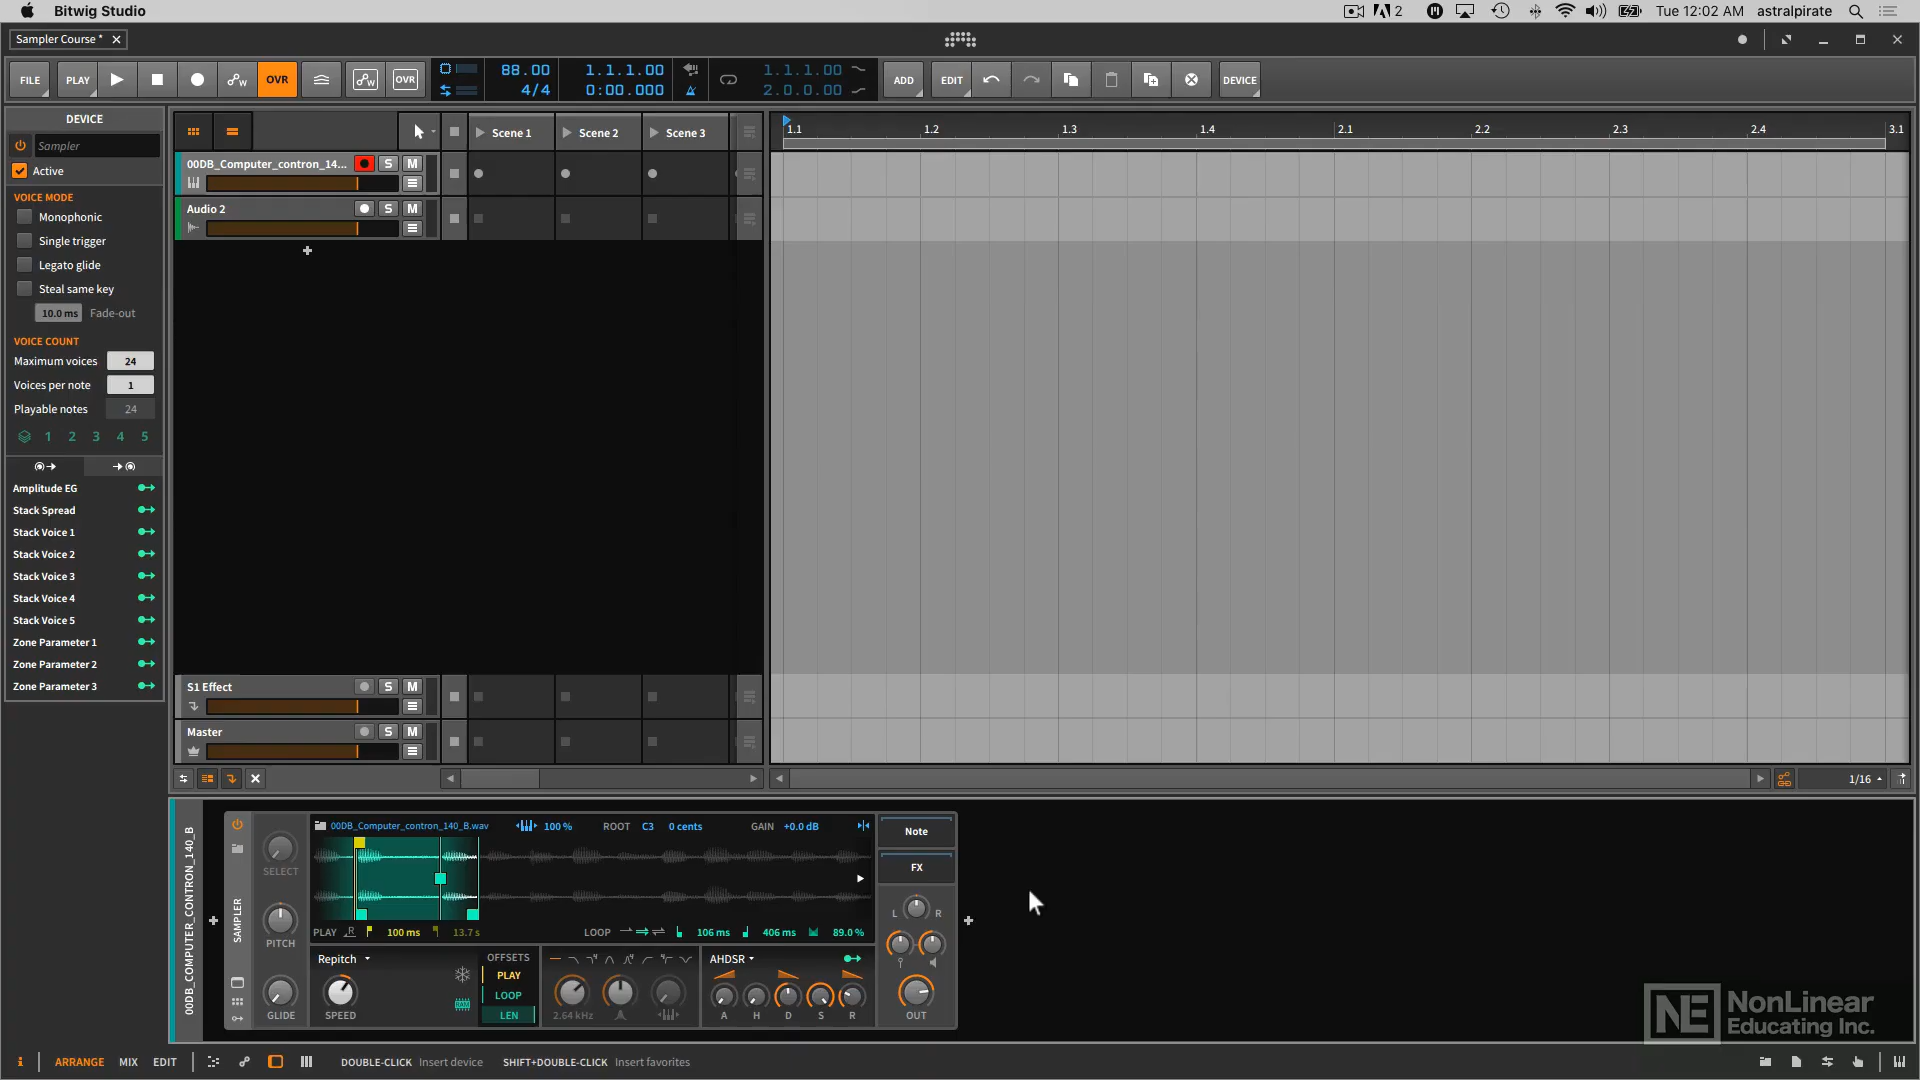 Bitwig Studio
2
Tue 12:02 AM
astralpirate
Sampler Course *
FILE
PLAY
OVR
OVR
88.00
4/4
1.1.1.00
0:00.000
1.1.1.00
2.0.0.00
ADD
EDIT
DEVICE
DEVICE
Sampler
Active
VOICE MODE
Monophonic
Single trigger
Legato glide
Steal same key
10.0 ms Fade-out
VOICE COUNT
Maximum voices 24
Voices per note 1
Playable notes 24
1 2 3 4 5
Amplitude EG
Stack Spread
Stack Voice 1
Stack Voice 2
Stack Voice 3
Stack Voice 4
Stack Voice 5
Zone Parameter 1
Zone Parameter 2
Zone Parameter 3
Scene 1
Scene 2
Scene 3
1.1
1.2
1.3
1.4
2.1
2.2
2.3
2.4
3.1
00DB_Computer_contron_14... S M
Audio 2 S M
S1 Effect S M
Master S M
1/16
00DB_COMPUTER_CONTRON_140_B
SAMPLER
SELECT
PITCH
GLIDE
00DB_Computer_contron_140_B.wav
100 %
ROOT C3 0 cents
GAIN +0.0 dB
PLAY 100 ms 13.7 s
LOOP 106 ms 406 ms 89.0 %
Repitch
SPEED
OFFSETS
PLAY
LOOP
LEN
2.64 kHz
AHDSR
A H D S R
Note
FX
L R
OUT
NE NonLinear
Educating Inc.
i ARRANGE MIX EDIT
DOUBLE-CLICK Insert device
SHIFT+DOUBLE-CLICK Insert favorites